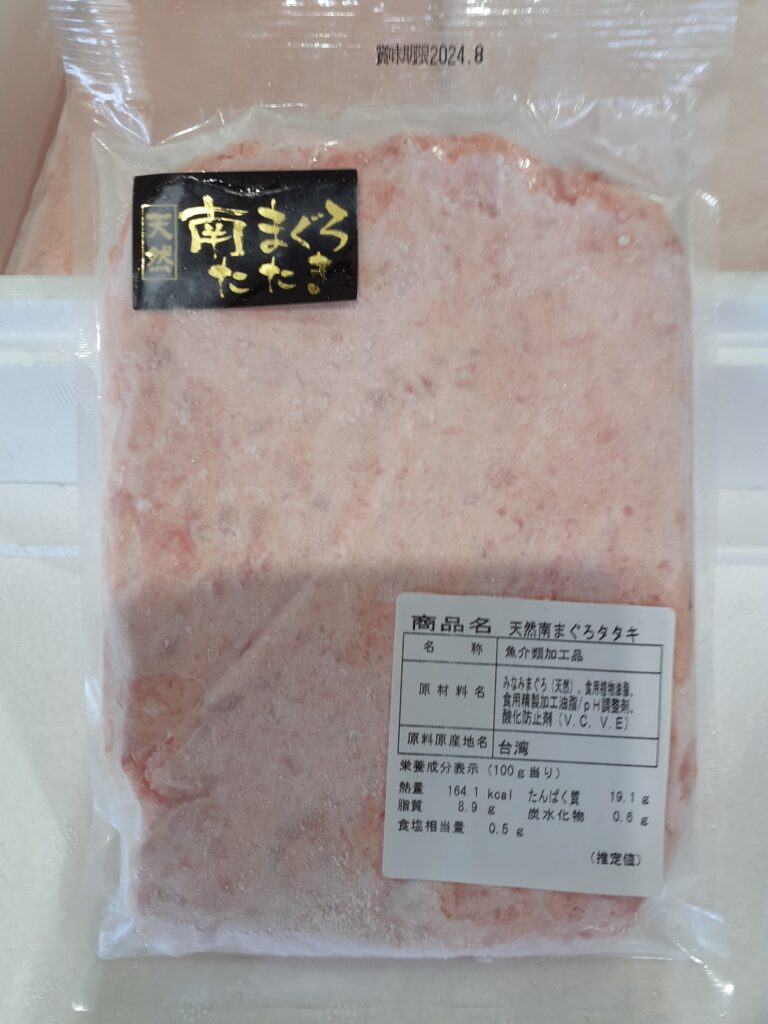 賞味期限2024.8
天然
南まぐろ
たたき
商品名 天然南まぐろタタキ
名称 魚介類加工品
原材料名 みなみまぐろ（天然）、食用植物油脂、
食用精製加工油脂/pH調整剤、
酸化防止剤（V.C, V.E）
原料原産地名 台湾
栄養成分表示（100g当り）
熱量 164.1 kcal たんぱく質 19.1 g
脂質 8.9 g 炭水化物 0.6 g
食塩相当量 0.5 g
（推定値）